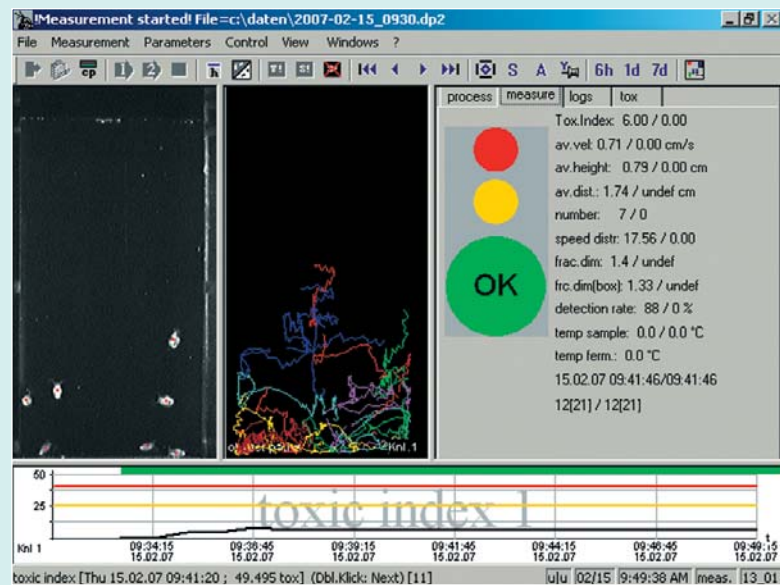 !Measurement started! File=c:\daten\2007-02-15_0930.dp2
File Measurement Parameters Control View Windows ?
cp 1 2 h T! S! S A 6h 1d 7d
process measure logs tox
Tox.Index: 6.00 / 0.00
av.vel: 0.71 / 0.00 cm/s
av.height: 0.79 / 0.00 cm
av.dist.: 1.74 / undef cm
number: 7 / 0
speed distr: 17.56 / 0.00
frac.dim: 1.4 / undef
frc.dim(box): 1.33 / undef
detection rate: 88 / 0 %
temp sample: 0.0 / 0.0 °C
temp ferm.: 0.0 °C
15.02.07 09:41:46/09:41:46
12[21] / 12[21]
OK
Knl.1
50
25
toxic index 1
Knl 1
t
09:34:15 09:36:45 09:39:15 09:41:45 09:44:15 09:46:45 09:49:15
15.02.07 15.02.07 15.02.07 15.02.07 15.02.07 15.02.07 15.02.07
toxic index [Thu 15.02.07 09:41:20 ; 49.495 tox] (Dbl.Klick: Next) [11] u|u 02/15 9:49:38 AM meas. 13_01